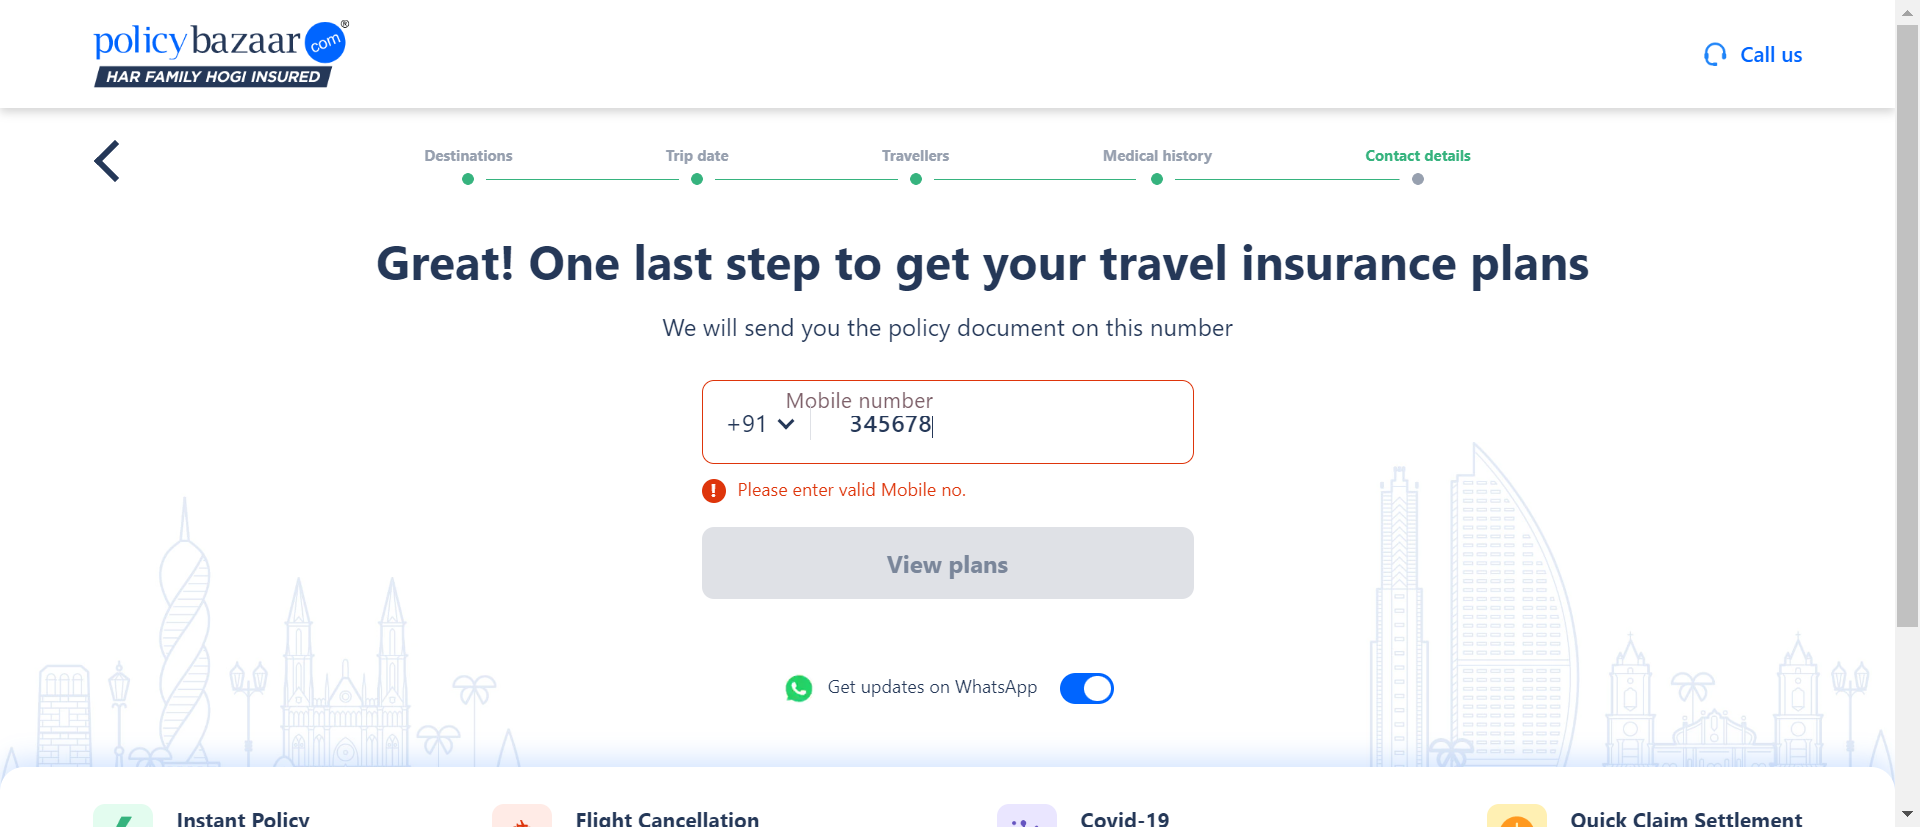 policybazaar com ®
HAR FAMILY HOGI INSURED
Call us
Destinations
Trip date
Travellers
Medical history
Contact details
Great! One last step to get your travel insurance plans
We will send you the policy document on this number
Mobile number
+91 345678
Please enter valid Mobile no.
View plans
Get updates on WhatsApp
Instant Policy
Flight Cancellation
Covid-19
Quick Claim Settlement